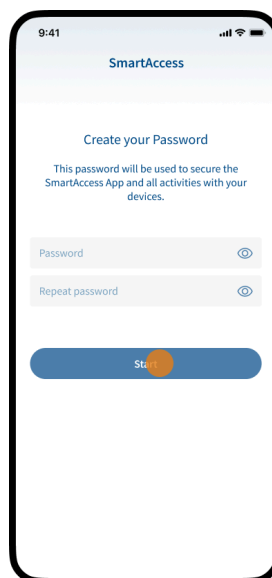 9:41
SmartAccess
Create your Password
This password will be used to secure the
SmartAccess App and all activities with your
devices.
Password
Repeat password
Start